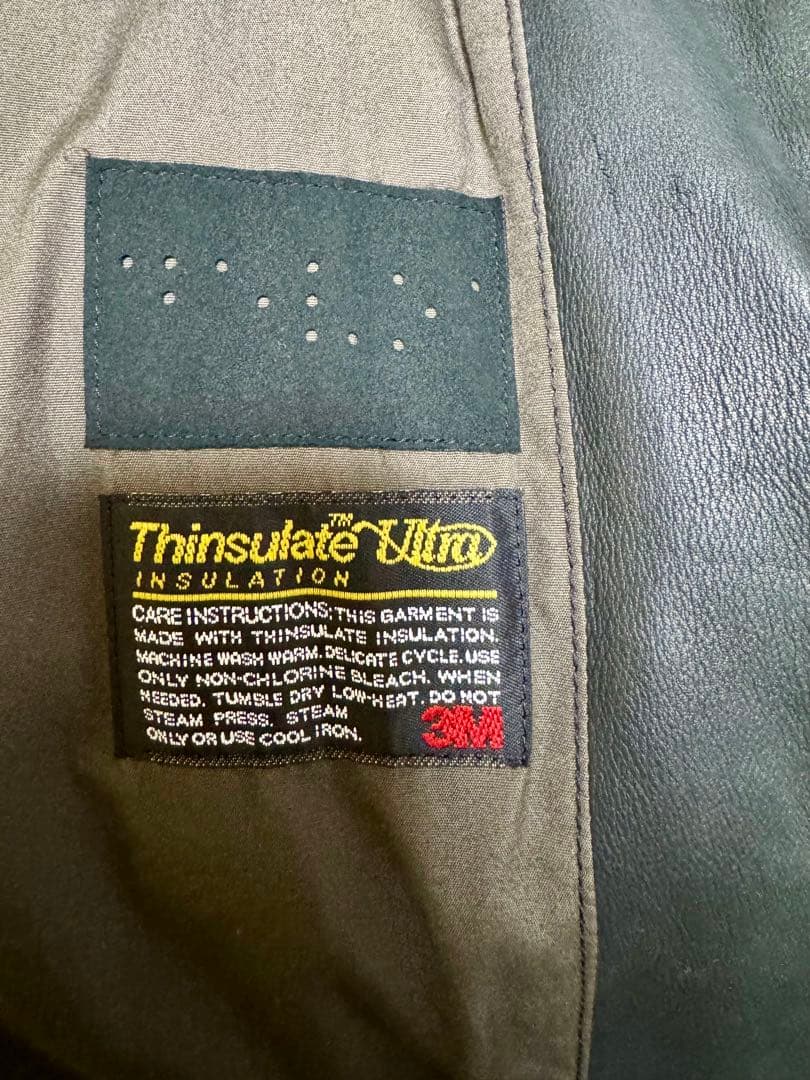 ⠙⠑⠧⠕⠁
Thinsulate™ Ultra
INSULATION
CARE INSTRUCTIONS: THIS GARMENT IS
MADE WITH THINSULATE INSULATION.
MACHINE WASH WARM. DELICATE CYCLE. USE
ONLY NON-CHLORINE BLEACH. WHEN
NEEDED. TUMBLE DRY LOW-HEAT. DO NOT
STEAM PRESS. STEAM
ONLY OR USE COOL IRON.
3M